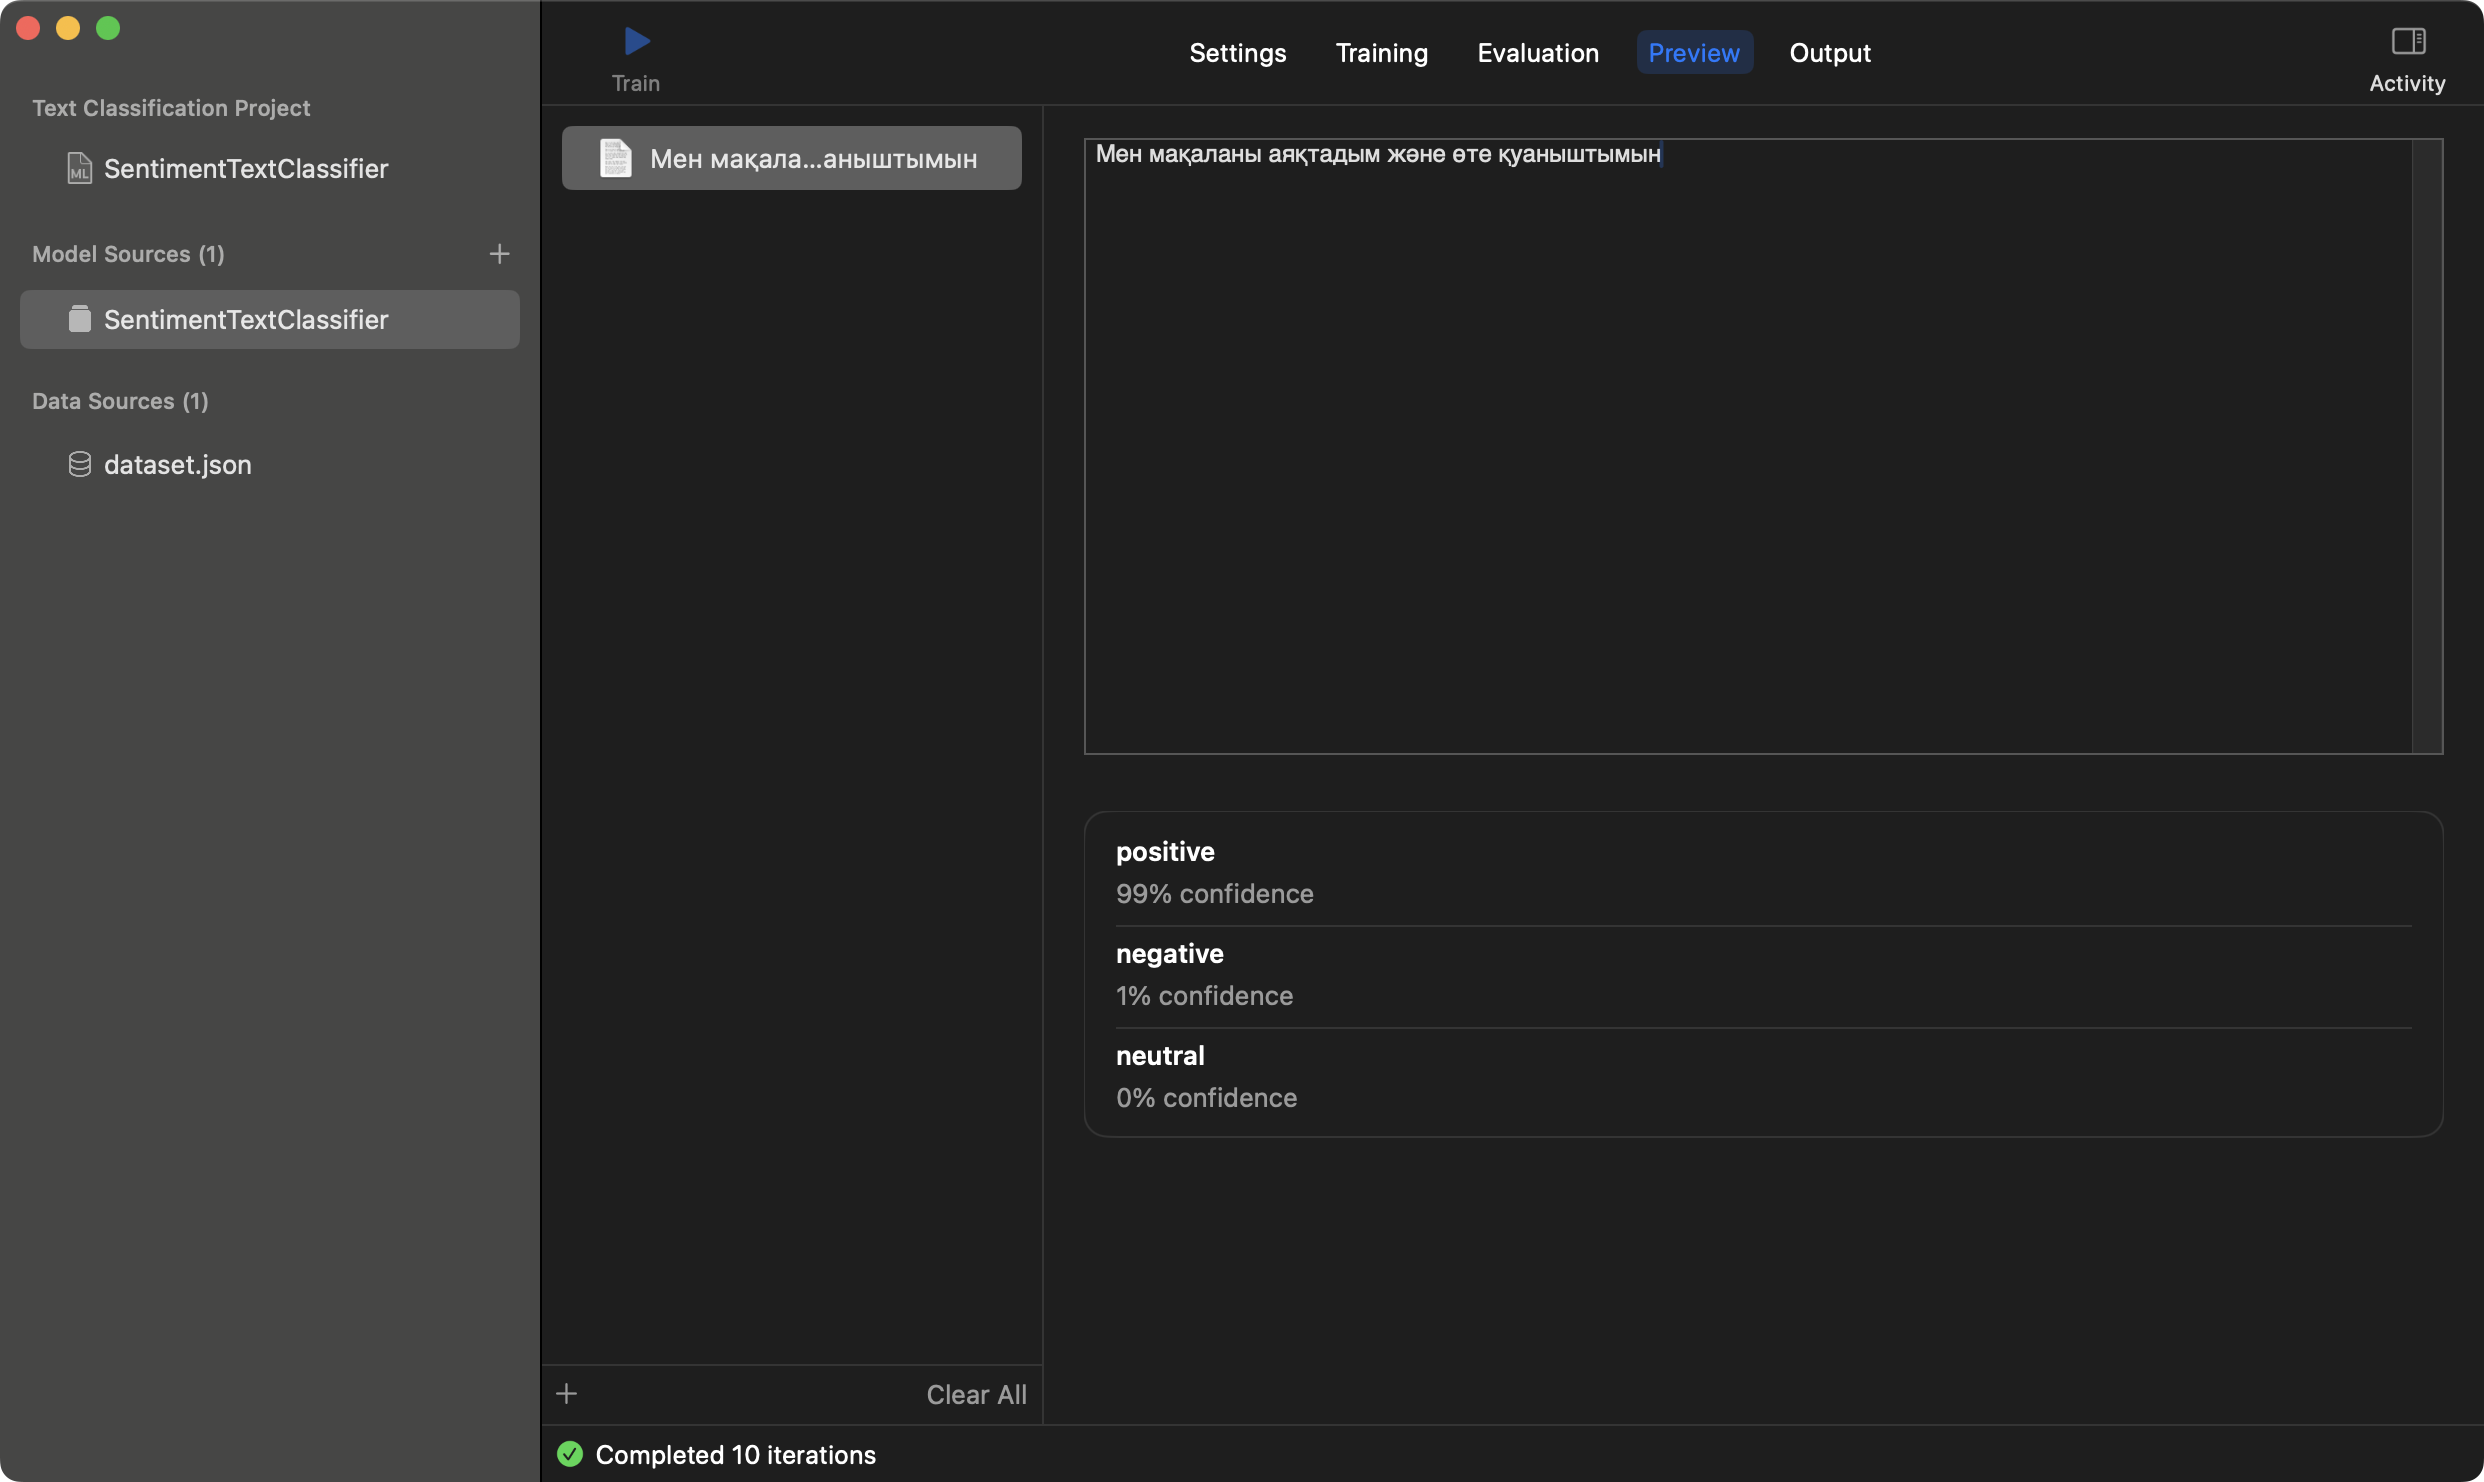 Text Classification Project
SentimentTextClassifier
Model Sources (1)
SentimentTextClassifier
Data Sources (1)
dataset.json
Train
Settings
Training
Evaluation
Preview
Output
Activity
Мен мақала...аныштымын
Мен мақаланы аяқтадым және өте қуаныштымын
positive
99% confidence
negative
1% confidence
neutral
0% confidence
Clear All
Completed 10 iterations